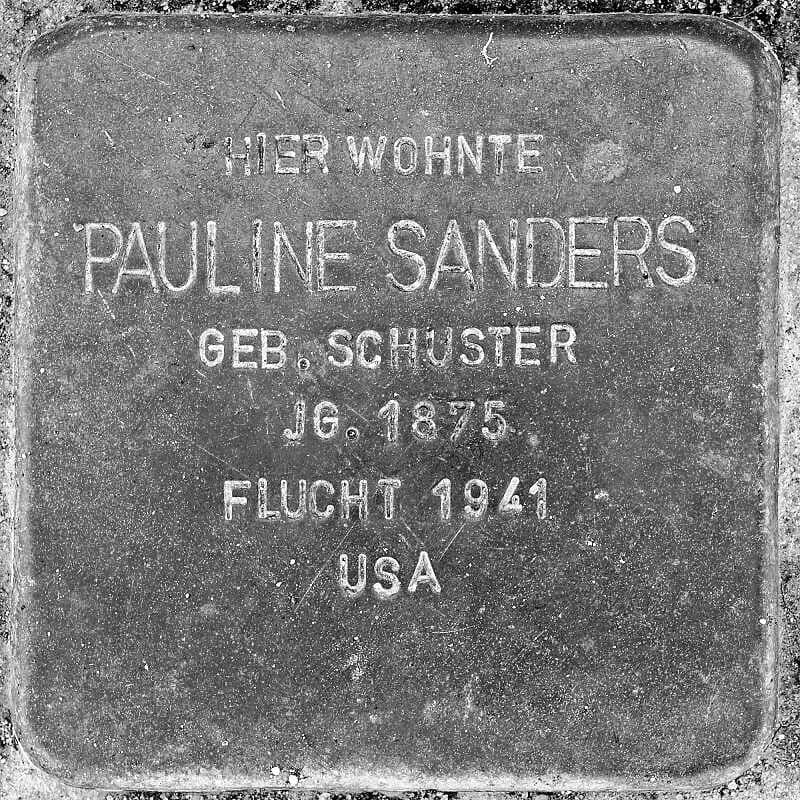 HIER WOHNTE
PAULINE SANDERS
GEB. SCHUSTER
JG. 1875
FLUCHT 1941
USA